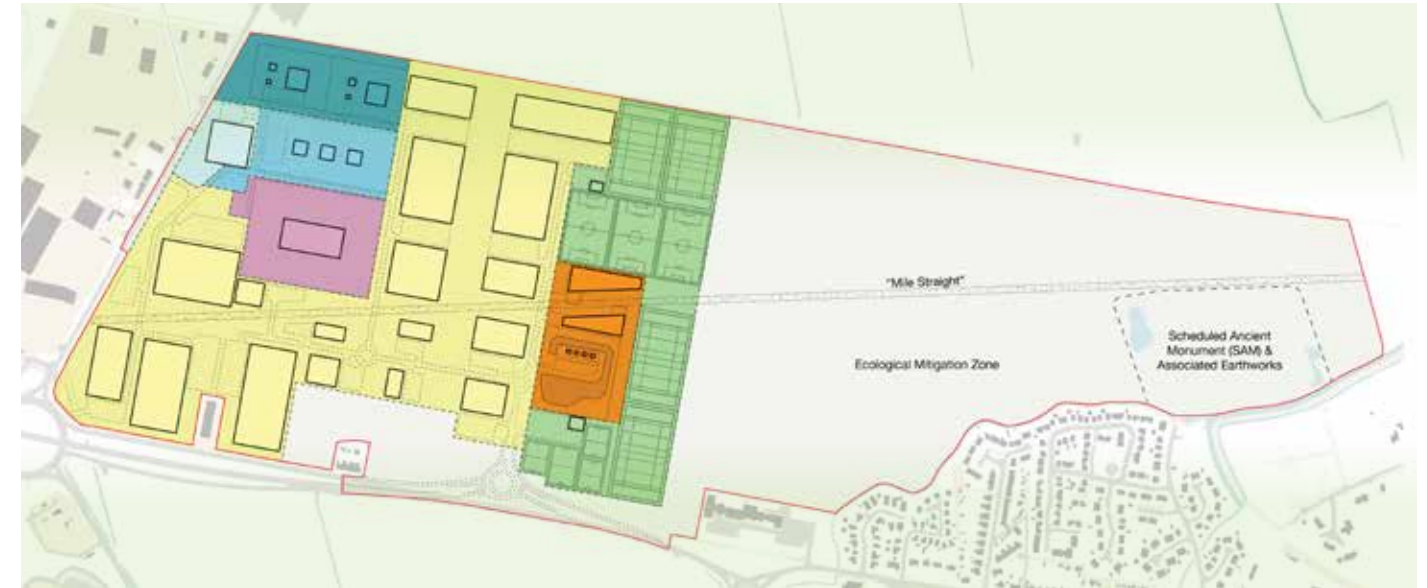 "Mile Straight"
Ecological Mitigation Zone
Scheduled Ancient
Monument (SAM) &
Associated Earthworks